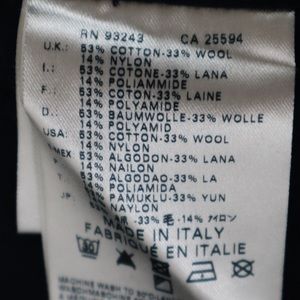 RN 93243 CA 25594
U.K.: 53% COTTON-33% WOOL
14% NYLON
I.: 53% COTONE-33% LANA
14% POLIAMMIDE
F.: 53% COTON-33% LAINE
14% POLYAMIDE
D.: 53% BAUMWOLLE-33% WOLLE
14% POLYAMID
USA: 53% COTTON-33% WOOL
14% NYLON
MEX: 53% ALGODON-33% LANA
14% NAILON
53% ALGODAO-33% LA
14% POLIAMIDA
53% PAMUKLU-33% YUN
NAYLON
-33% 毛 -14% ナイロン
MADE IN ITALY
FABRIQUÉ EN ITALIE
30
MACHINE WASH